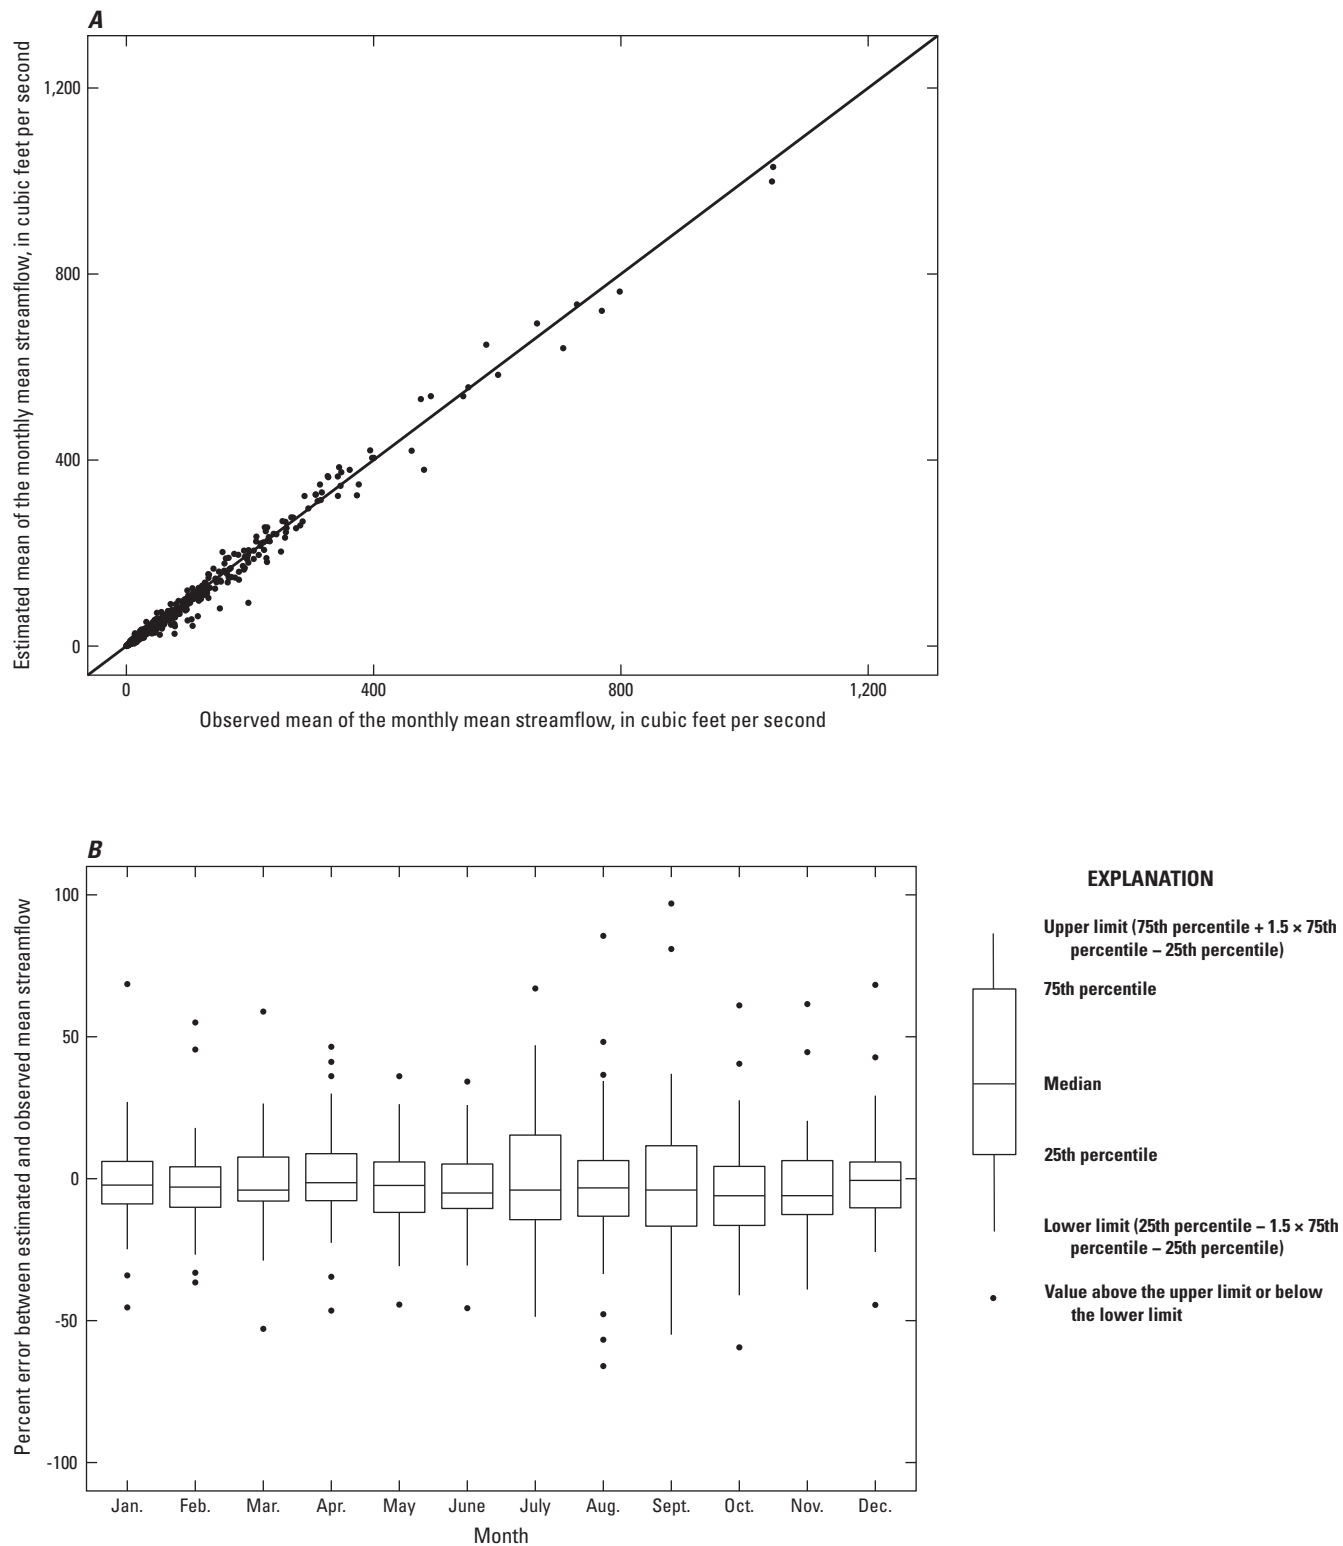 A
Estimated mean of the monthly mean streamflow, in cubic feet per second
1,200
800
400
0
0
400
800
1,200
Observed mean of the monthly mean streamflow, in cubic feet per second
B
Percent error between estimated and observed mean streamflow
100
50
0
-50
-100
Jan.
Feb.
Mar.
Apr.
May
June
July
Aug.
Sept.
Oct.
Nov.
Dec.
Month
EXPLANATION
Upper limit (75th percentile + 1.5 × 75th
percentile – 25th percentile)
75th percentile
Median
25th percentile
Lower limit (25th percentile – 1.5 × 75th
percentile – 25th percentile)
Value above the upper limit or below
the lower limit